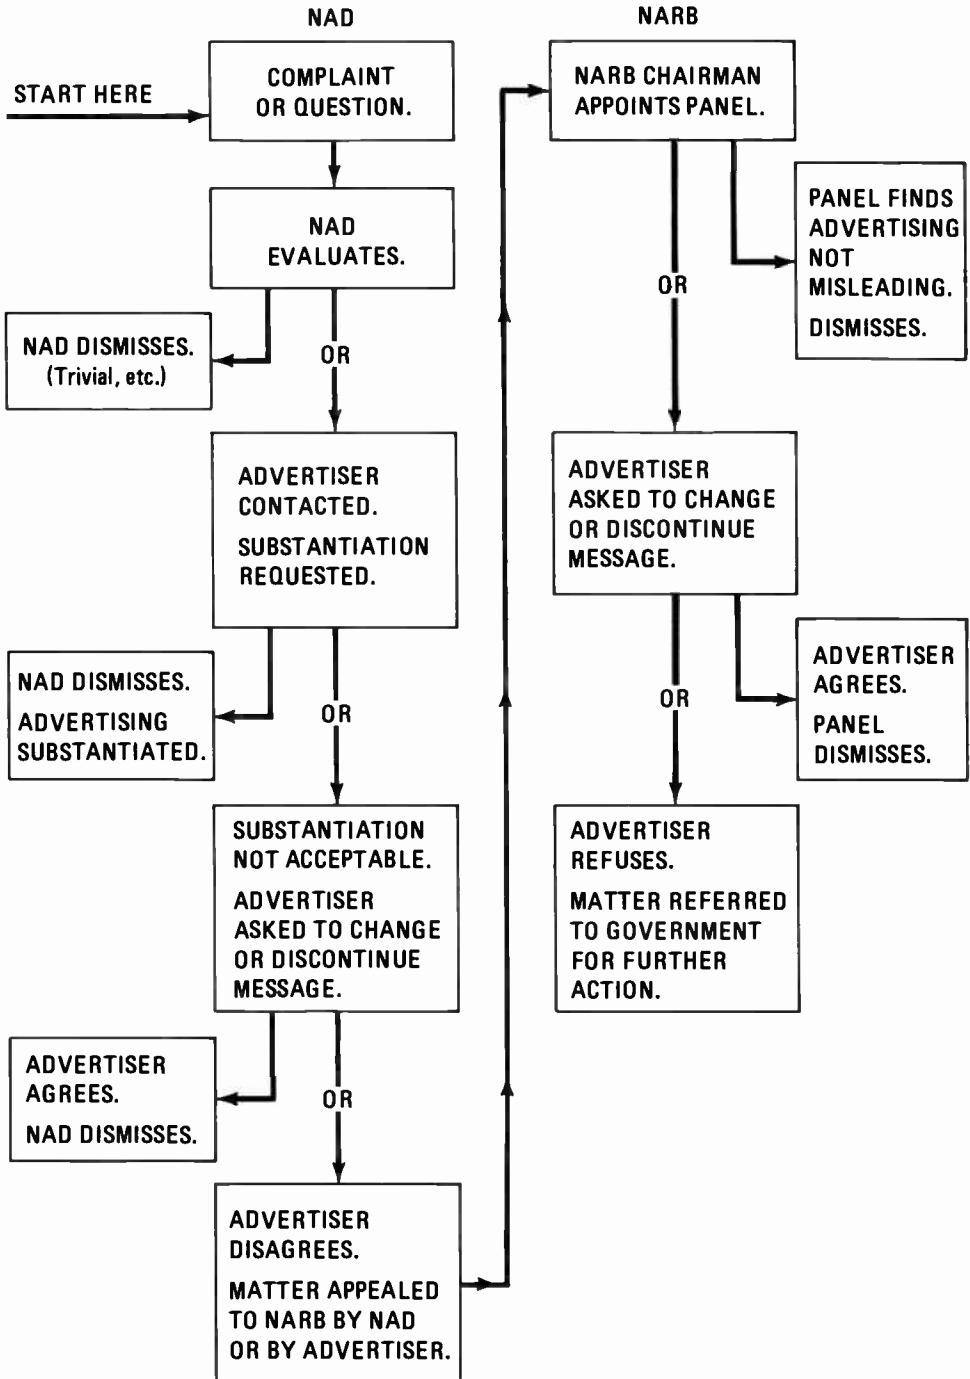 NAD
START HERE
COMPLAINT
OR QUESTION.
NAD
EVALUATES.
NAD DISMISSES.
(Trivial, etc.)
OR
ADVERTISER
CONTACTED.
SUBSTANTIATION
REQUESTED.
NAD DISMISSES.
ADVERTISING
SUBSTANTIATED.
OR
SUBSTANTIATION
NOT ACCEPTABLE.
ADVERTISER
ASKED TO CHANGE
OR DISCONTINUE
MESSAGE.
ADVERTISER
AGREES.
NAD DISMISSES.
OR
ADVERTISER
DISAGREES.
MATTER APPEALED
TO NARB BY NAD
OR BY ADVERTISER.
NARB
NARB CHAIRMAN
APPOINTS PANEL.
PANEL FINDS
ADVERTISING
NOT
MISLEADING.
DISMISSES.
OR
ADVERTISER
ASKED TO CHANGE
OR DISCONTINUE
MESSAGE.
ADVERTISER
AGREES.
PANEL
DISMISSES.
OR
ADVERTISER
REFUSES.
MATTER REFERRED
TO GOVERNMENT
FOR FURTHER
ACTION.